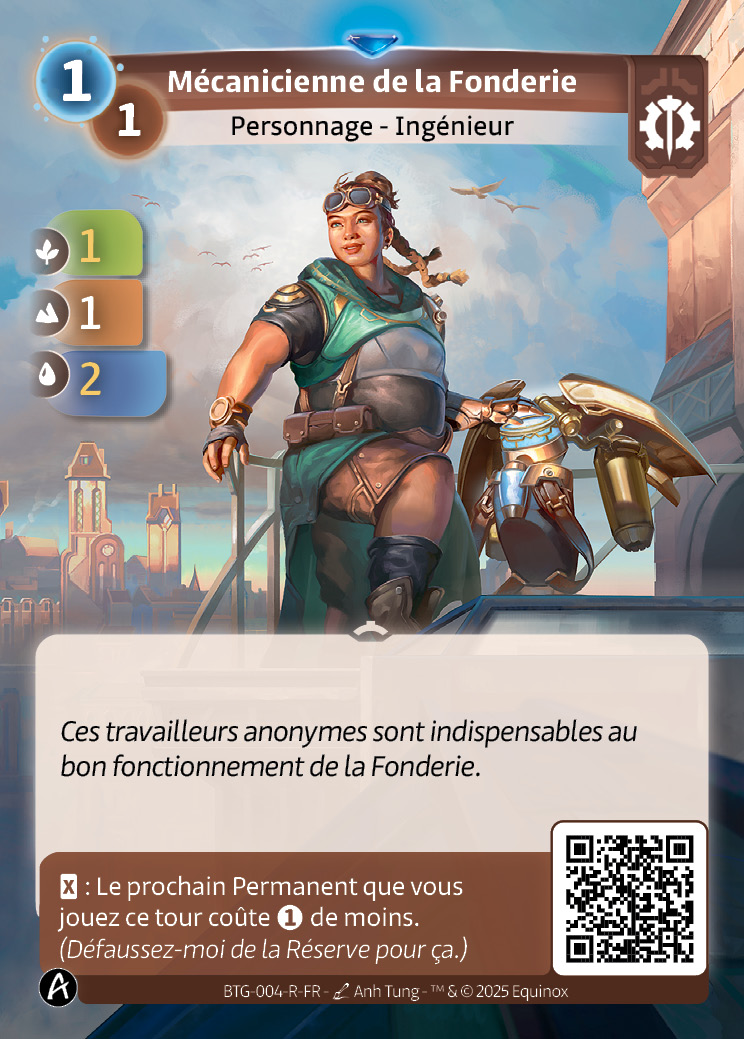 1
Mécanicienne de la Fonderie
1
Personnage - Ingénieur
1
1
2
Ces travailleurs anonymes sont indispensables au
bon fonctionnement de la Fonderie.
X : Le prochain Permanent que vous
jouez ce tour coûte 1 de moins.
(Défaussez-moi de la Réserve pour ça.)
A
BTG-004-R-FR - Anh Tung - ™ & © 2025 Equinox